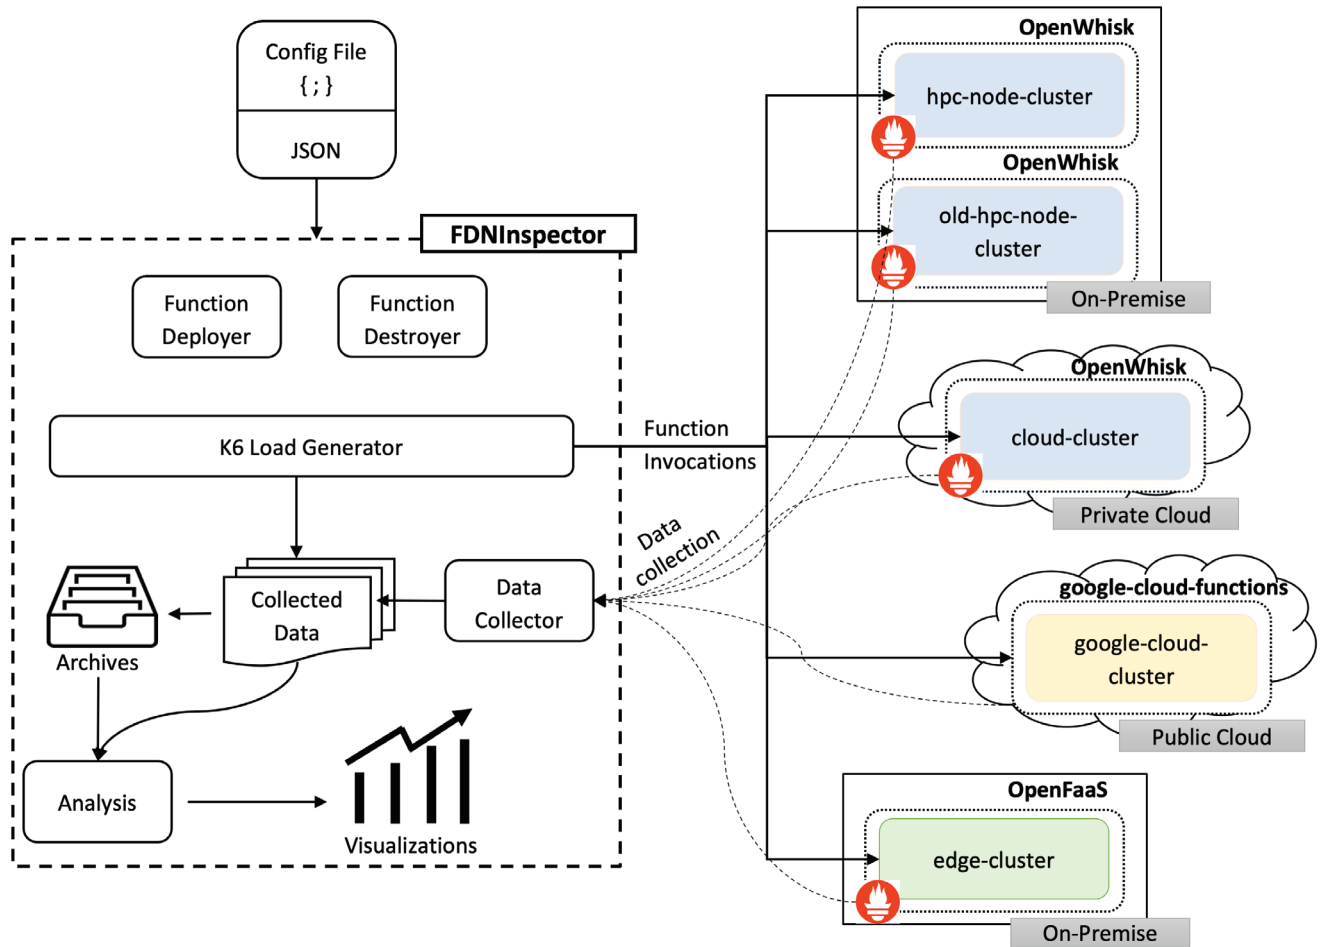 Config File
{ ; }
JSON
FDNInspector
Function
Deployer
Function
Destroyer
K6 Load Generator
Function
Invocations
Data
collection
Collected
Data
Data
Collector
Archives
Analysis
Visualizations
OpenWhisk
hpc-node-cluster
OpenWhisk
old-hpc-node-
cluster
On-Premise
OpenWhisk
cloud-cluster
Private Cloud
google-cloud-functions
google-cloud-
cluster
Public Cloud
OpenFaaS
edge-cluster
On-Premise